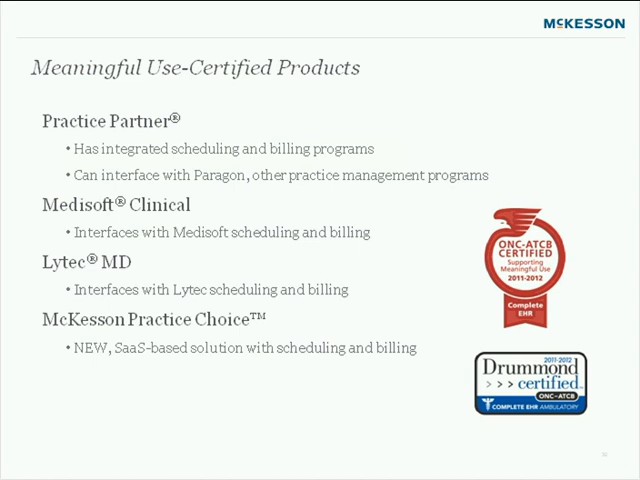 McKESSON
Meaningful Use-Certified Products
Practice Partner®
• Has integrated scheduling and billing programs
• Can interface with Paragon, other practice management programs
Medisoft® Clinical
• Interfaces with Medisoft scheduling and billing
Lytec® MD
• Interfaces with Lytec scheduling and billing
McKesson Practice Choice™
• NEW, SaaS-based solution with scheduling and billing
ONC-ATCB
CERTIFIED
Supporting
Meaningful Use
2011-2012
Complete
EHR
2011-2012
Drummond
>>> certified
ONC-ATCB
COMPLETE EHR AMBULATORY